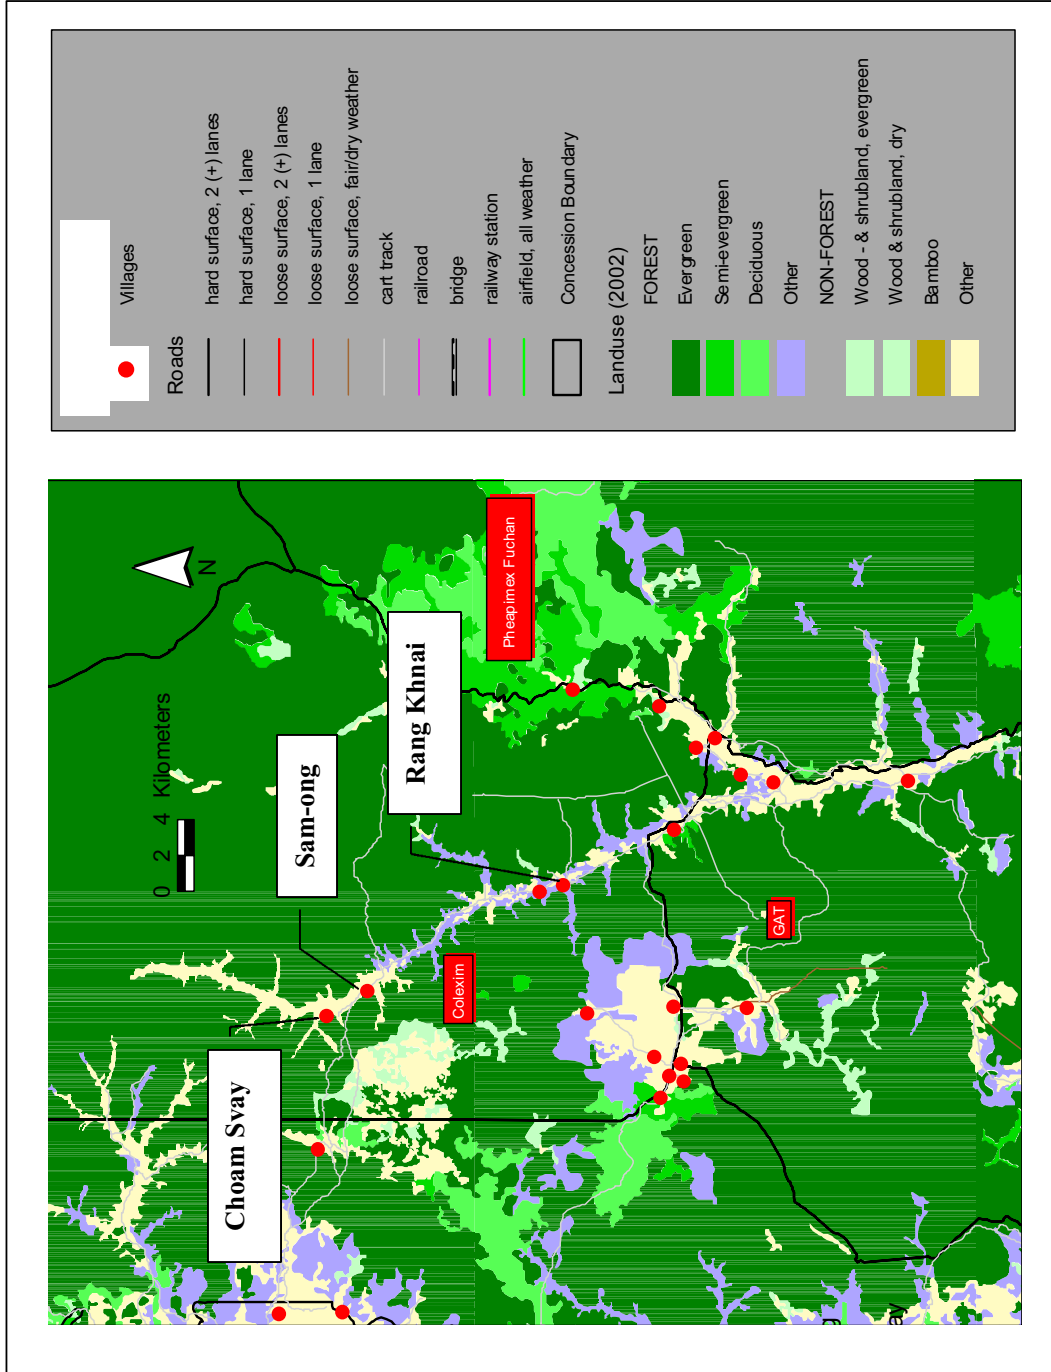 Villages
Roads
hard surface, 2 (+) lanes
hard surface, 1 lane
loose surface, 2 (+) lanes
loose surface, 1 lane
loose surface, fair/dry weather
cart track
railroad
bridge
railway station
airfield, all weather
Concession Boundary
Landuse (2002)
FOREST
Evergreen
Semi-evergreen
Deciduous
Other
NON-FOREST
Wood - & shrubland, evergreen
Wood & shrubland, dry
Bamboo
Other
N
0 2 4 Kilometers
Choam Svay
Sam-ong
Rang Khnai
Pheapimex Fuchan
Colexim
GAT